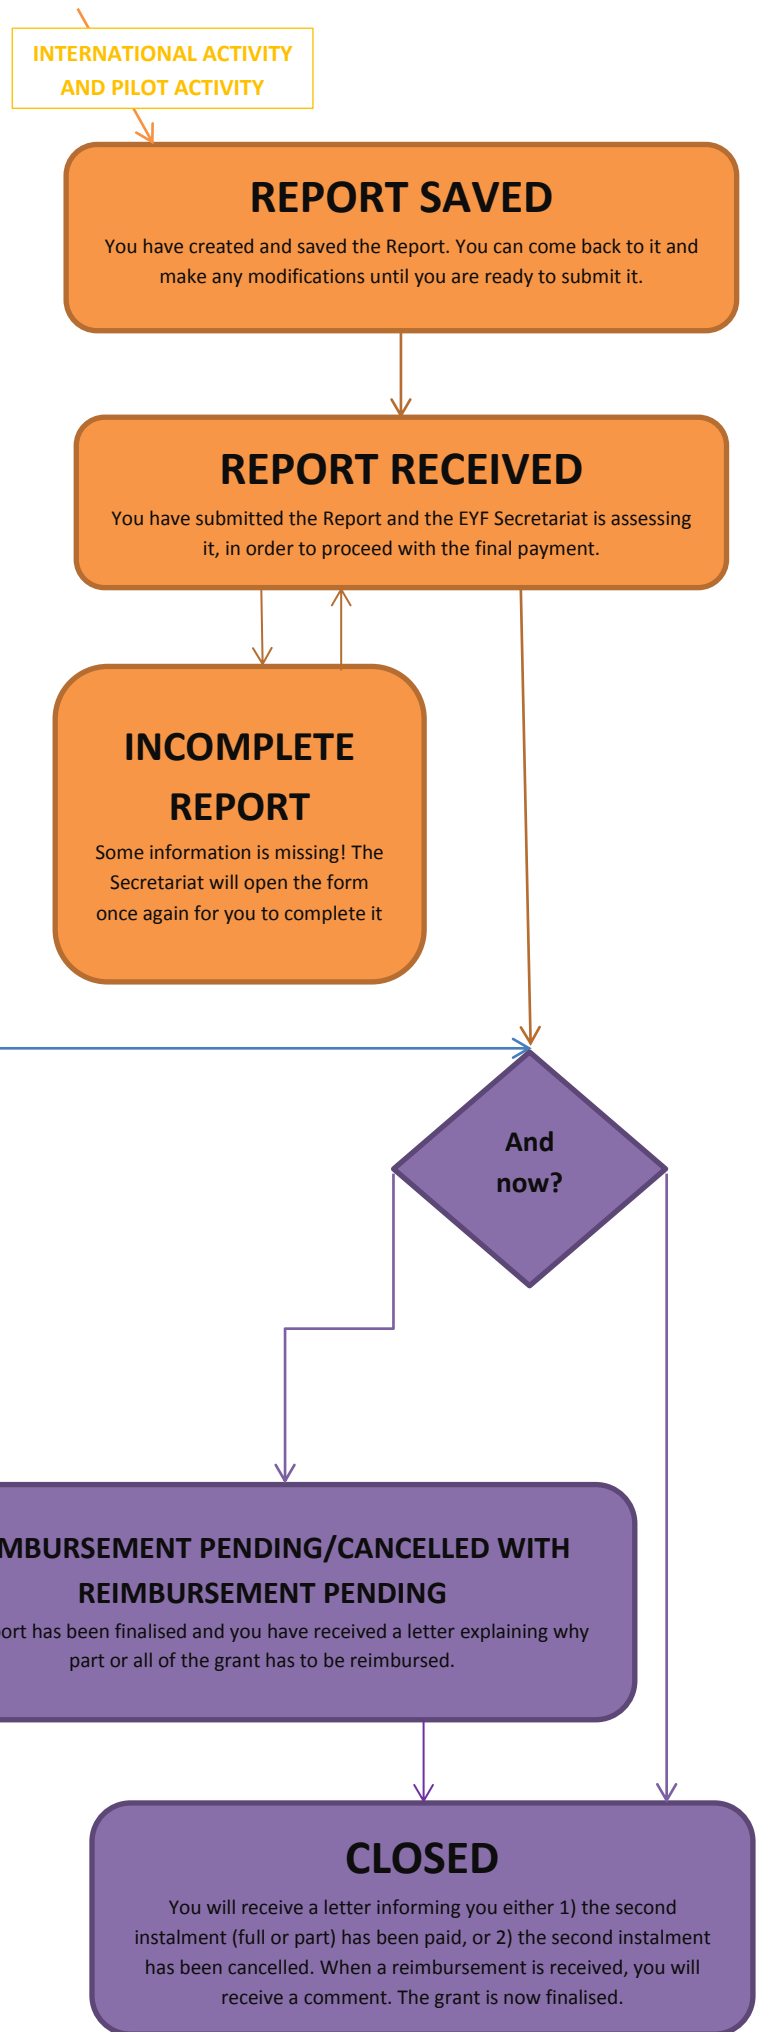 INTERNATIONAL ACTIVITY
AND PILOT ACTIVITY
REPORT SAVED
You have created and saved the Report. You can come back to it and
make any modifications until you are ready to submit it.
REPORT RECEIVED
You have submitted the Report and the EYF Secretariat is assessing
it, in order to proceed with the final payment.
INCOMPLETE
REPORT
Some information is missing! The
Secretariat will open the form
once again for you to complete it
And
now?
MBURSEMENT PENDING/CANCELLED WITH
REIMBURSEMENT PENDING
ort has been finalised and you have received a letter explaining why
part or all of the grant has to be reimbursed.
CLOSED
You will receive a letter informing you either 1) the second
instalment (full or part) has been paid, or 2) the second instalment
has been cancelled. When a reimbursement is received, you will
receive a comment. The grant is now finalised.